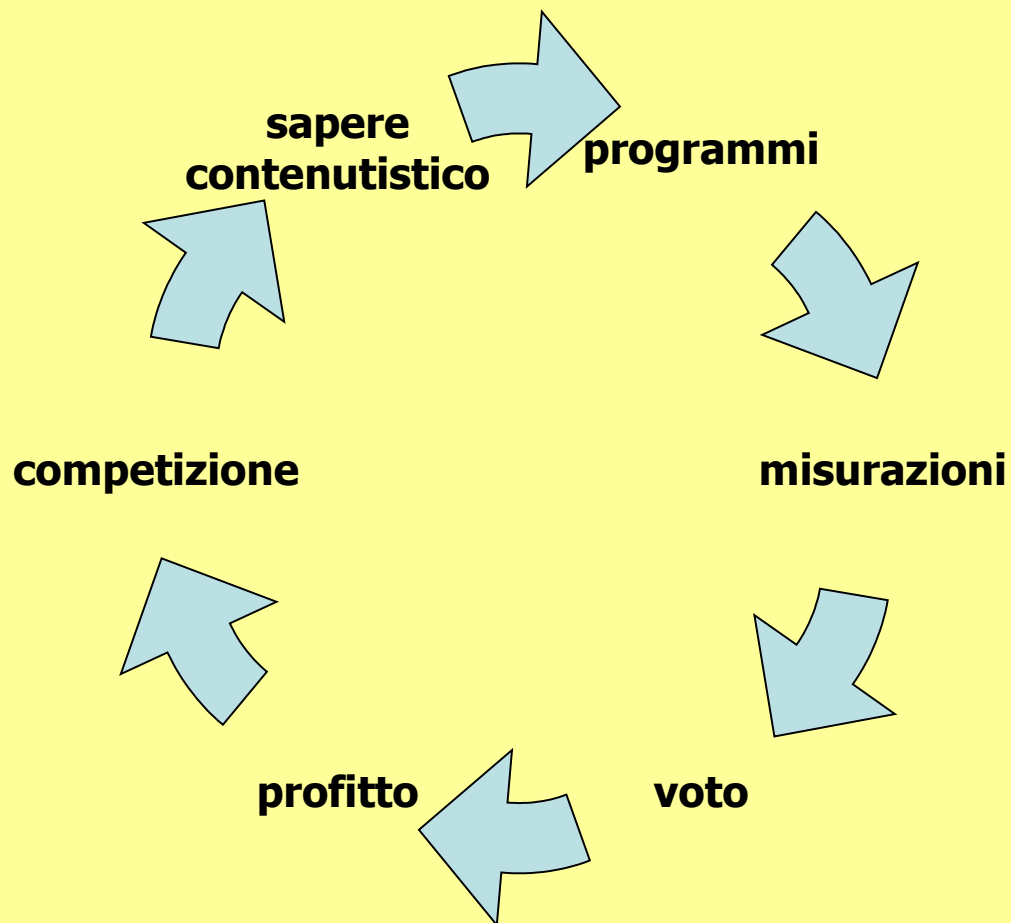 sapere
contenutistico
programmi
competizione
misurazioni
profitto
voto